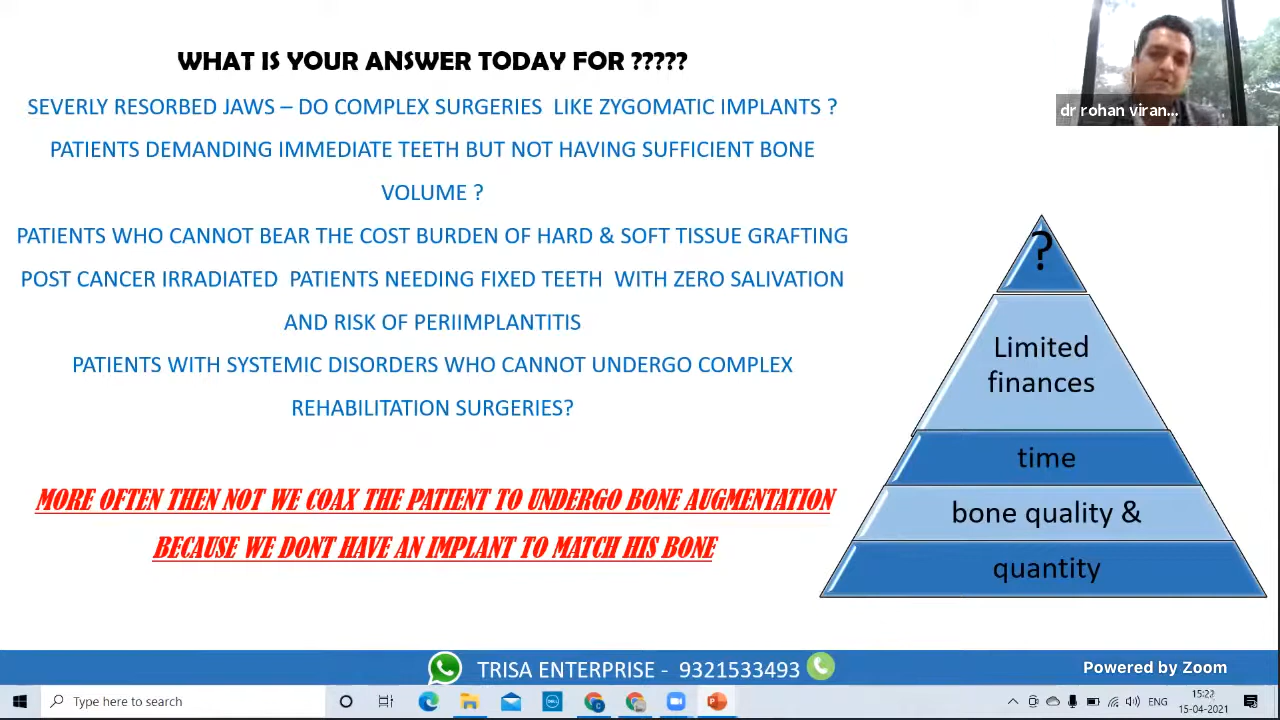 WHAT IS YOUR ANSWER TODAY FOR ?????
SEVERLY RESORBED JAWS – DO COMPLEX SURGERIES LIKE ZYGOMATIC IMPLANTS ?
PATIENTS DEMANDING IMMEDIATE TEETH BUT NOT HAVING SUFFICIENT BONE
VOLUME ?
PATIENTS WHO CANNOT BEAR THE COST BURDEN OF HARD & SOFT TISSUE GRAFTING
POST CANCER IRRADIATED PATIENTS NEEDING FIXED TEETH WITH ZERO SALIVATION
AND RISK OF PERIIMPLANTITIS
PATIENTS WITH SYSTEMIC DISORDERS WHO CANNOT UNDERGO COMPLEX
REHABILITATION SURGERIES?
MORE OFTEN THEN NOT WE COAX THE PATIENT TO UNDERGO BONE AUGMENTATION
BECAUSE WE DONT HAVE AN IMPLANT TO MATCH HIS BONE
dr rohan viran...
?
Limited
finances
time
bone quality &
quantity
TRISA ENTERPRISE - 9321533493
Powered by Zoom
Type here to search
ENG
15:22
15-04-2021